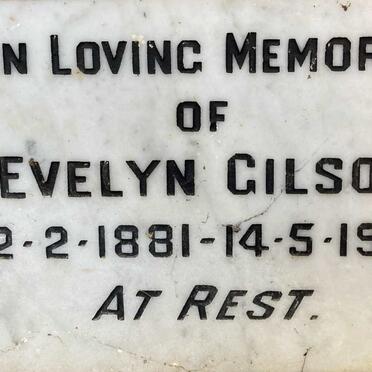 N LOVING MEMOR
OF
EVELYN GILSO
2-2-1881-14-5-19
AT REST.